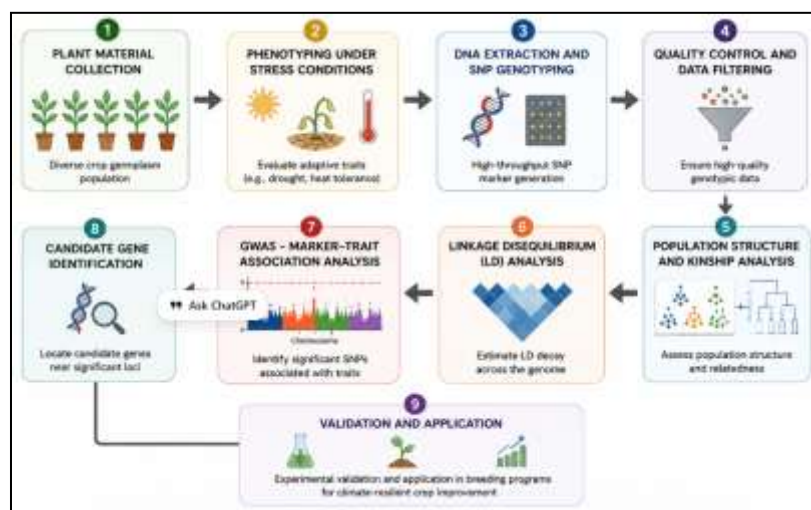 1
PLANT MATERIAL
COLLECTION
Diverse crop germplasm
population
2
PHENOTYPING UNDER
STRESS CONDITIONS
Evaluate adaptive traits
(e.g., drought, heat tolerance)
3
DNA EXTRACTION AND
SNP GENOTYPING
High-throughput SNP
marker generation
4
QUALITY CONTROL AND
DATA FILTERING
Ensure high-quality
genotypic data
5
POPULATION STRUCTURE
AND KINSHIP ANALYSIS
Assess population structure
and relatedness
6
LINKAGE DISEQUILIBRIUM
(LD) ANALYSIS
Estimate LD decay
across the genome
7
GWAS - MARKER-TRAIT
ASSOCIATION ANALYSIS
Chromosome
Identify significant SNPs
associated with traits
8
CANDIDATE GENE
IDENTIFICATION
Ask ChatGPT
Locate candidate genes
near significant loci
9
VALIDATION AND APPLICATION
Experimental validation and application in breeding programs
for climate-resilient crop improvement